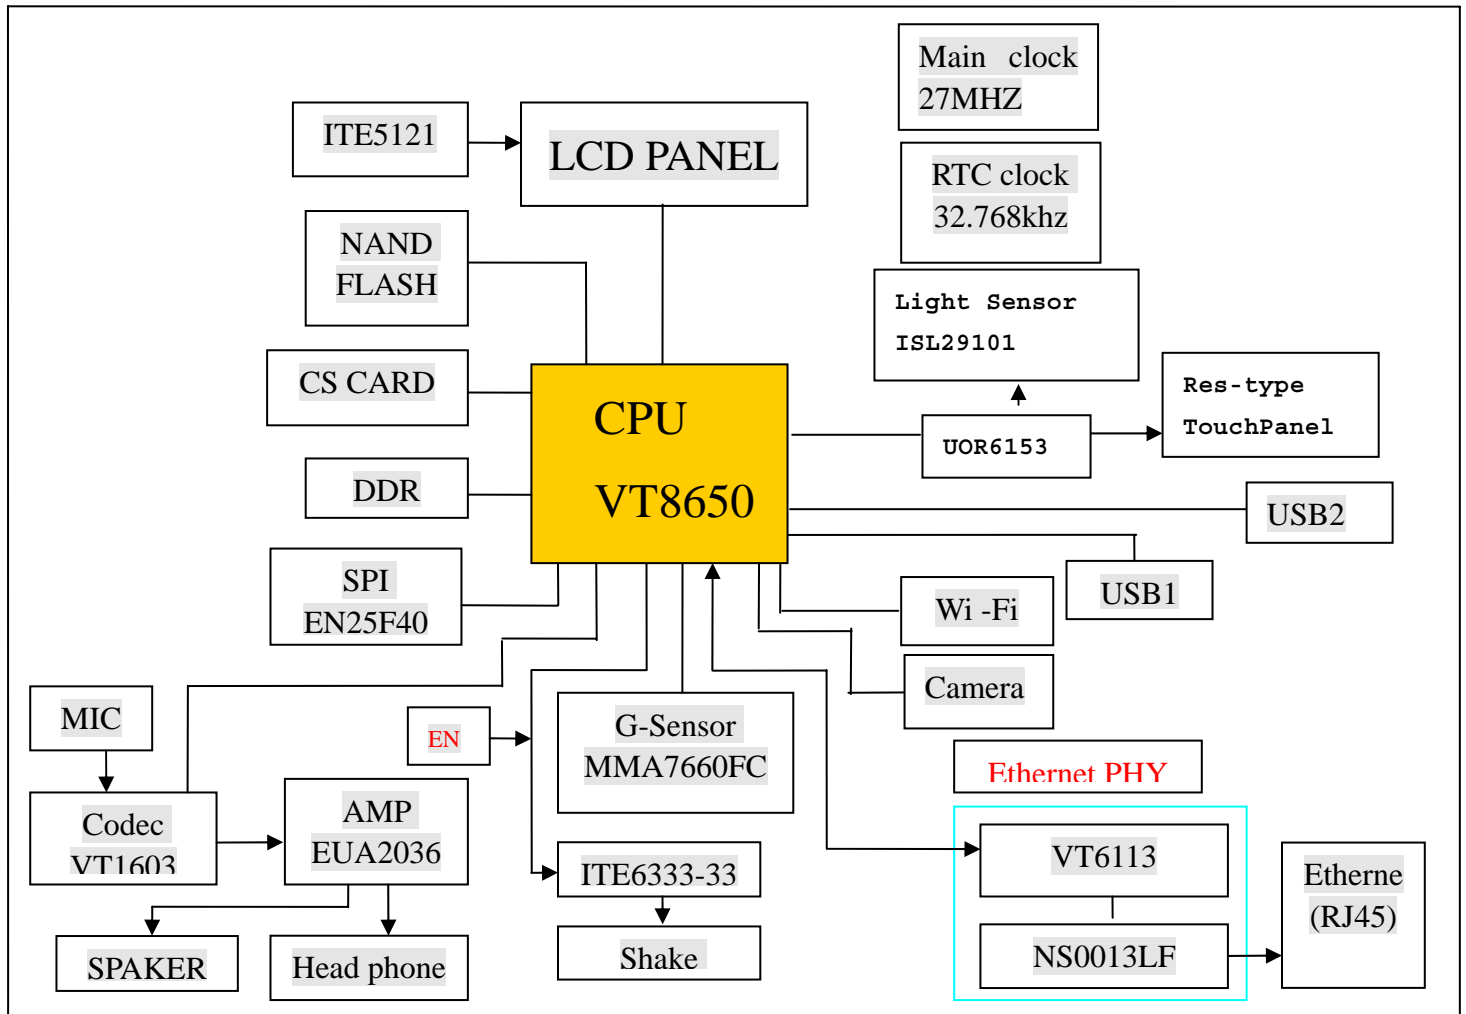 Main clock
27MHZ
ITE5121
LCD PANEL
RTC clock
32.768khz
NAND
FLASH
Light Sensor
ISL29101
CS CARD
Res-type
TouchPanel
CPU
VT8650
UOR6153
DDR
USB2
SPI
EN25F40
Wi -Fi
USB1
Camera
MIC
EN
G-Sensor
MMA7660FC
Ethernet PHY
Codec
VT1603
AMP
EUA2036
ITE6333-33
VT6113
Etherne
(RJ45)
SPAKER
Head phone
Shake
NS0013LF